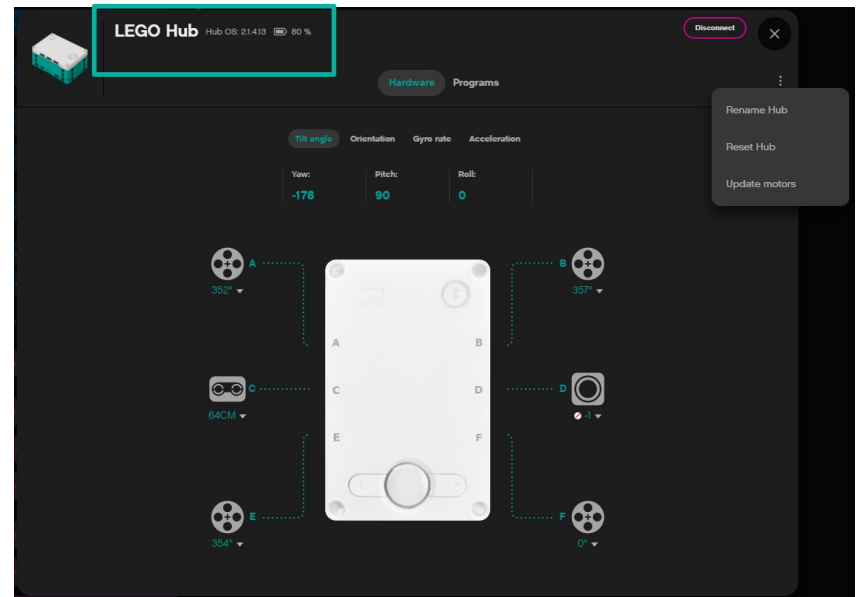 LEGO Hub Hub OS: 2.1.4.13 80 %
Disconnect
Hardware Programs
Rename Hub
Reset Hub
Update motors
Tilt angle Orientation Gyro rate Acceleration
Yaw: Pitch: Roll:
-178 90 0
A B
352° 357°
A B
C C D D
64CM -1
E F
E F
354° 0°